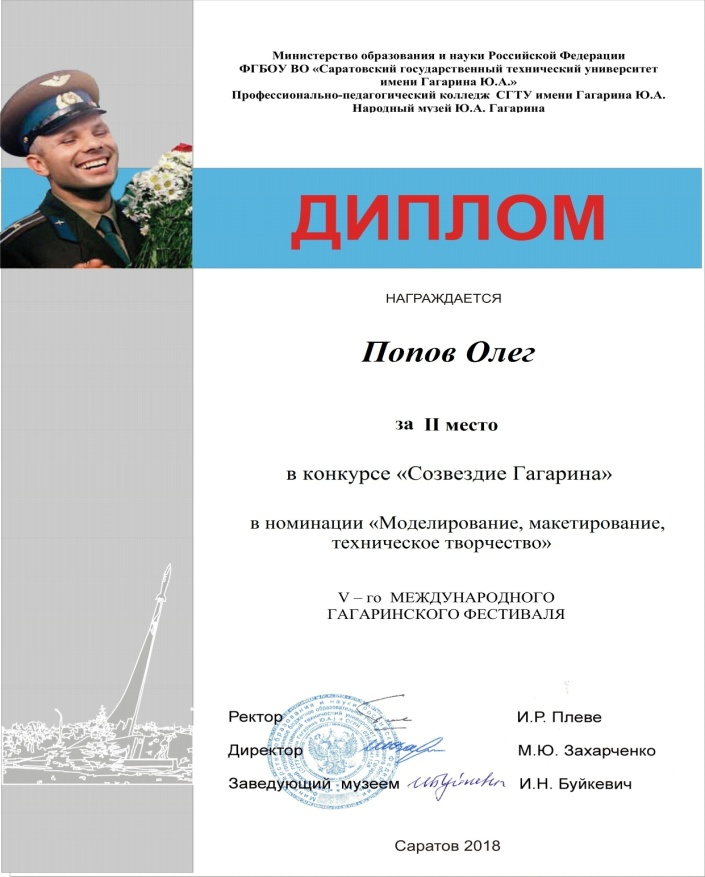 Министерство образования и науки Российской Федерации
ФГБОУ ВО «Саратовский государственный технический университет
имени Гагарина Ю.А.»
Профессионально-педагогический колледж СГТУ имени Гагарина Ю.А.
Народный музей Ю.А. Гагарина
ДИПЛОМ
НАГРАЖДАЕТСЯ
Попов Олег
за II место
в конкурсе «Созвездие Гагарина»
в номинации «Моделирование, макетирование,
техническое творчество»
V – го МЕЖДУНАРОДНОГО
ГАГАРИНСКОГО ФЕСТИВАЛЯ
Ректор И.Р. Плеве
Директор М.Ю. Захарченко
Заведующий музеем И.Н. Буйкевич
Саратов 2018